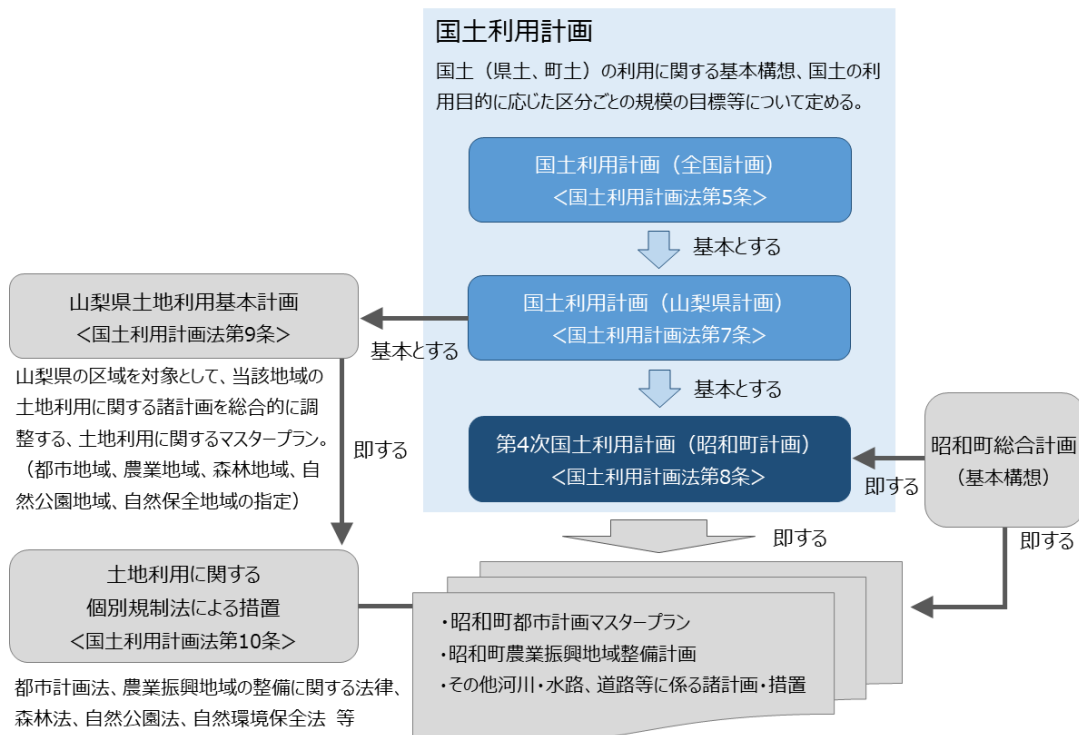 国土利用計画
国土（県土、町土）の利用に関する基本構想、国土の利
用目的に応じた区分ごとの規模の目標等について定める。
国土利用計画（全国計画）
＜国土利用計画法第5条＞
基本とする
国土利用計画（山梨県計画）
＜国土利用計画法第7条＞
基本とする
山梨県土地利用基本計画
＜国土利用計画法第9条＞
山梨県の区域を対象として、当該地域の
土地利用に関する諸計画を総合的に調
整する、土地利用に関するマスタープラン。
（都市地域、農業地域、森林地域、自
然公園地域、自然保全地域の指定）
即する
基本とする
第4次国土利用計画（昭和町計画）
＜国土利用計画法第8条＞
即する
昭和町総合計画
（基本構想）
即する
即する
土地利用に関する
個別規制法による措置
＜国土利用計画法第10条＞
都市計画法、農業振興地域の整備に関する法律、
森林法、自然公園法、自然環境保全法 等
・昭和町都市計画マスタープラン
・昭和町農業振興地域整備計画
・その他河川・水路、道路等に係る諸計画・措置